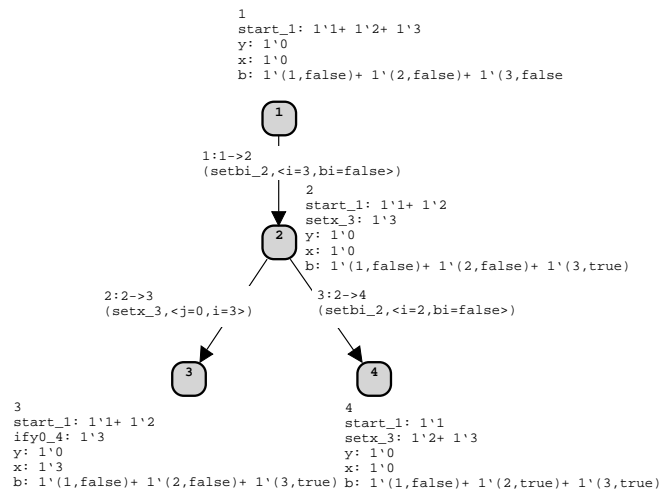 1
start_1: 1`1+ 1`2+ 1`3
y: 1`0
x: 1`0
b: 1`(1,false)+ 1`(2,false)+ 1`(3,false
1
1:1->2
(setbi_2,<i=3,bi=false>)
2
start_1: 1`1+ 1`2
setx_3: 1`3
y: 1`0
x: 1`0
b: 1`(1,false)+ 1`(2,false)+ 1`(3,true)
2
2:2->3
(setx_3,<j=0,i=3>)
3:2->4
(setbi_2,<i=2,bi=false>)
3
4
3
start_1: 1`1+ 1`2
ify0_4: 1`3
y: 1`0
x: 1`3
b: 1`(1,false)+ 1`(2,false)+ 1`(3,true)
4
start_1: 1`1
setx_3: 1`2+ 1`3
y: 1`0
x: 1`0
b: 1`(1,false)+ 1`(2,true)+ 1`(3,true)